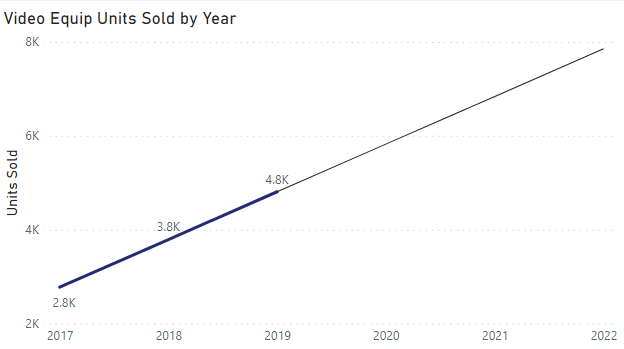 Video Equip Units Sold by Year
8K
6K
4K
2K
Units Sold
2.8K
3.8K
4.8K
2017 2018 2019 2020 2021 2022